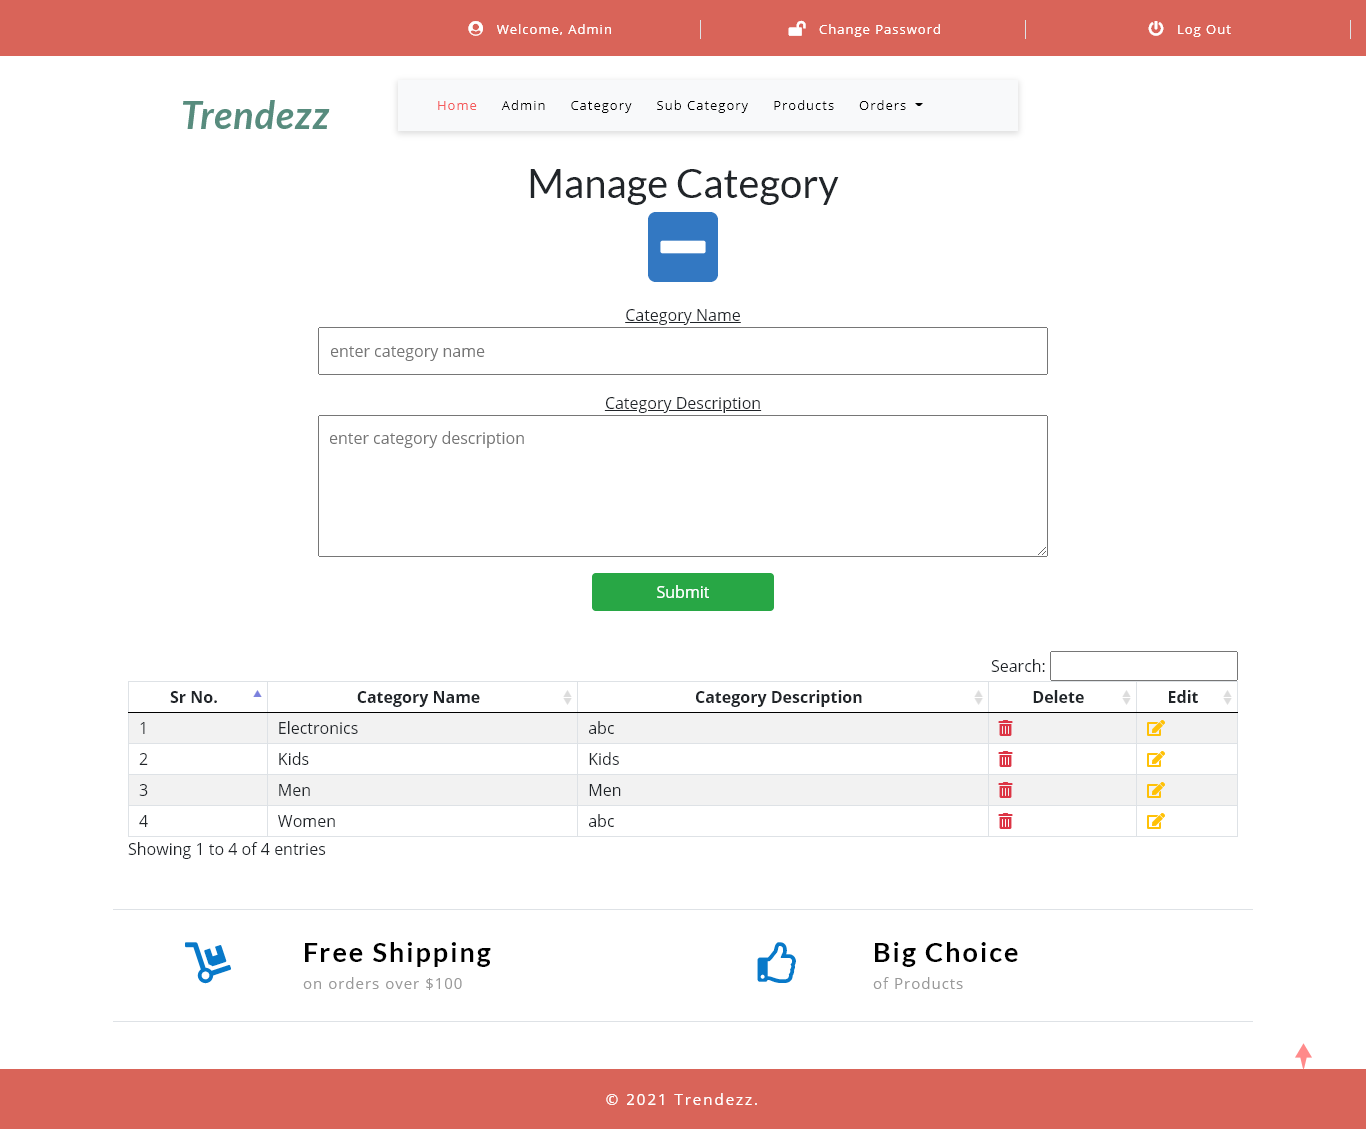 Welcome, Admin
Change Password
Log Out
Trendezz
Home Admin Category Sub Category Products Orders
Manage Category
Category Name
enter category name
Category Description
enter category description
Submit
Search:
Sr No. Category Name Category Description Delete Edit
1 Electronics abc
2 Kids Kids
3 Men Men
4 Women abc
Showing 1 to 4 of 4 entries
Free Shipping
on orders over $100
Big Choice
of Products
© 2021 Trendezz.